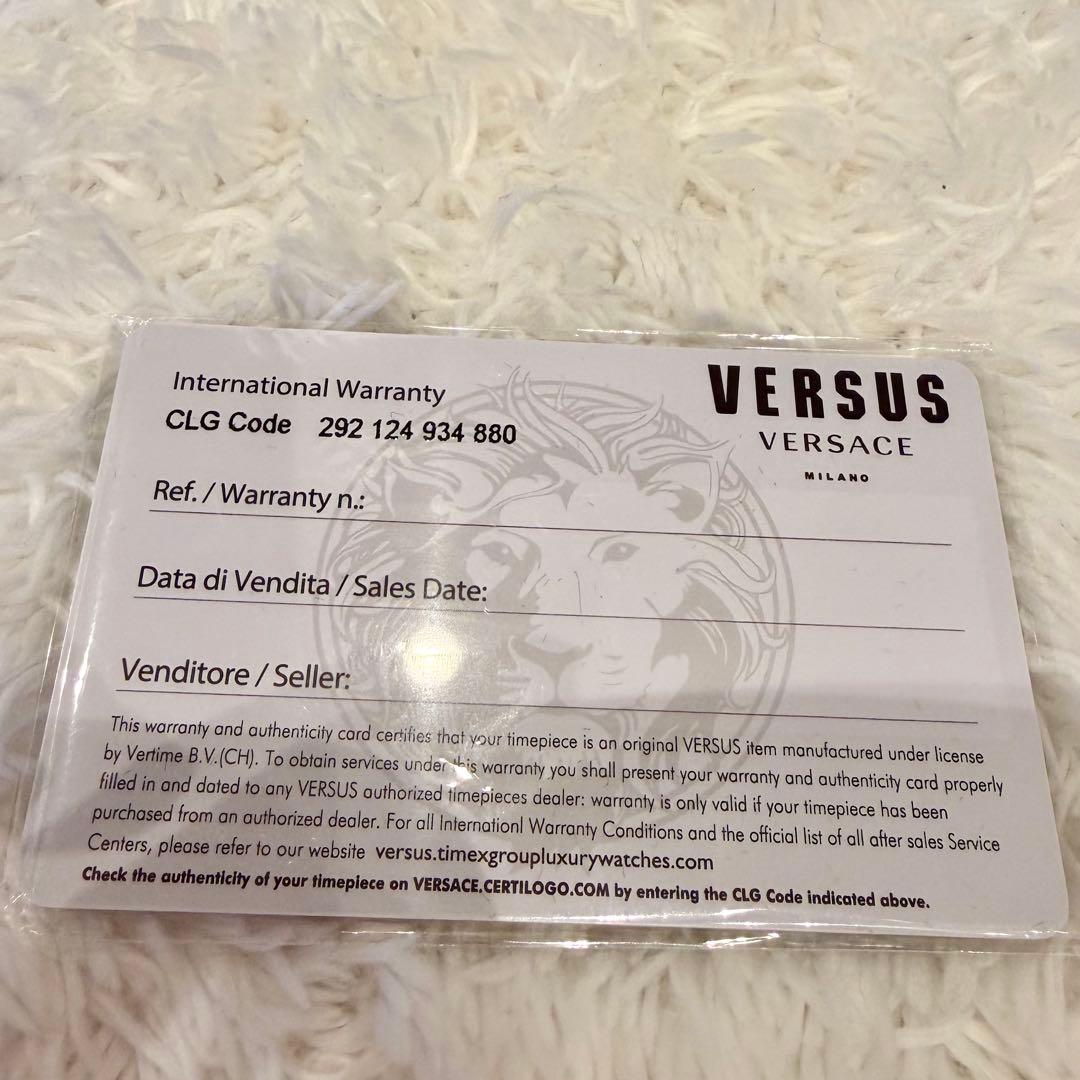 International Warranty
CLG Code 292 124 934 880
VERSUS
VERSACE
MILANO
Ref. / Warranty n.:
Data di Vendita / Sales Date:
Venditore / Seller:
This warranty and authenticity card certifies that your timepiece is an original VERSUS item manufactured under license
by Vertime B.V.(CH). To obtain services under this warranty you shall present your warranty and authenticity card properly
filled in and dated to any VERSUS authorized timepieces dealer: warranty is only valid if your timepiece has been
purchased from an authorized dealer. For all Internationl Warranty Conditions and the official list of all after sales Service
Centers, please refer to our website versus.timexgroupluxurywatches.com
Check the authenticity of your timepiece on VERSACE.CERTILOGO.COM by entering the CLG Code indicated above.